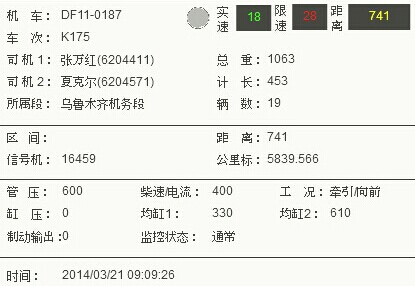 机 车: DF11-0187 实速 18 限速 28 距离 741
车 次: K175
司机1: 张万红(6204411) 总 重: 1063
司机2: 夏克尔(6204571) 计 长: 453
所属段: 乌鲁木齐机务段 辆 数: 19
区 间: 距 离: 741
信号机: 16459 公里标: 5839.566
管 压: 600 柴速/电流: 400 工 况: 牵引/向前
缸 压: 0 均缸1: 330 均缸2: 610
制动输出: 0 监控状态: 通常
时间: 2014/03/21 09:09:26